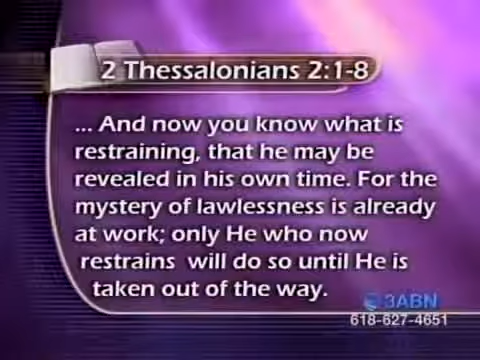 2 Thessalonians 2:1-8
... And now you know what is
restraining, that he may be
revealed in his own time. For the
mystery of lawlessness is already
at work; only He who now
restrains will do so until He is
taken out of the way.
3ABN
618-627-4651